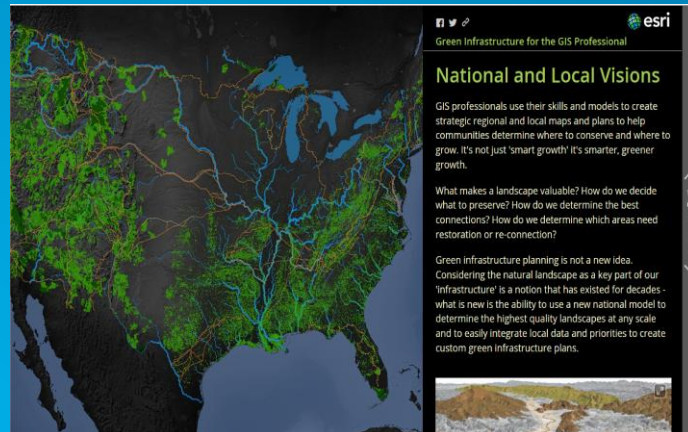 esri
Green Infrastructure for the GIS Professional
National and Local Visions
GIS professionals use their skills and models to create
strategic regional and local maps and plans to help
communities determine where to conserve and where to
grow. It's not just 'smart growth' it's smarter, greener
growth.
What makes a landscape valuable? How do we decide
what to preserve? How do we determine the best
connections? How do we determine which areas need
restoration or re-connection?
Green infrastructure planning is not a new idea.
Considering the natural landscape as a key part of our
'infrastructure' is a notion that has existed for decades -
what is new is the ability to use a new national model to
determine the highest quality landscapes at any scale
and to easily integrate local data and priorities to create
custom green infrastructure plans.